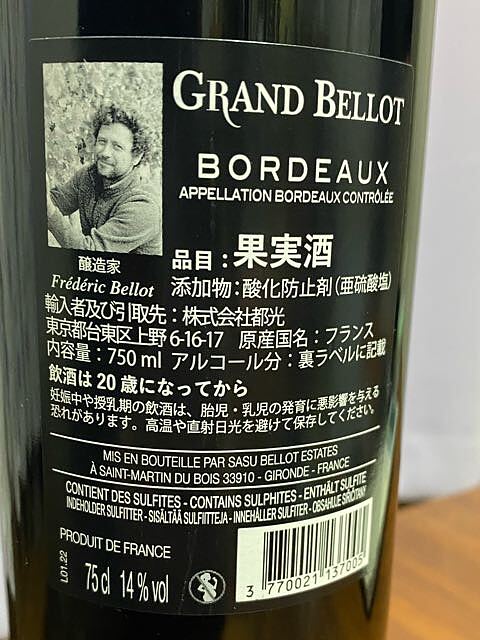 GRAND BELLOT
BORDEAUX
APPELLATION BORDEAUX CONTRÔLÉE
醸造家
Frédéric Bellot
品目：果実酒
添加物：酸化防止剤（亜硫酸塩）
輸入者及び引取先：株式会社都光
東京都台東区上野6-16-17　原産国名：フランス
内容量：750 ml アルコール分：裏ラベルに記載
飲酒は20歳になってから
妊娠中や授乳期の飲酒は、胎児・乳児の発育に悪影響を与える
恐れがあります。高温や直射日光を避けて保存してください。
MIS EN BOUTEILLE PAR SASU BELLOT ESTATES
À SAINT-MARTIN DU BOIS 33910 - GIRONDE - FRANCE
CONTIENT DES SULFITES - CONTAINS SULPHITES - ENTHÄLT SULFITE
INDEHOLDER SULFITTER - SISÄLTÄÄ SULFIITTEJA - INNEHÅLLER SULFITER - OBSAHUJE SIŘIČITANY
PRODUIT DE FRANCE
L01.22
75 cl 14 % vol
3 770021 137005